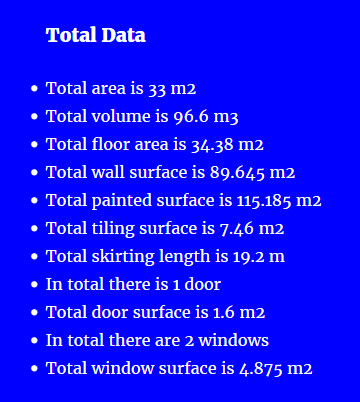 Total Data
• Total area is 33 m2
• Total volume is 96.6 m3
• Total floor area is 34.38 m2
• Total wall surface is 89.645 m2
• Total painted surface is 115.185 m2
• Total tiling surface is 7.46 m2
• Total skirting length is 19.2 m
• In total there is 1 door
• Total door surface is 1.6 m2
• In total there are 2 windows
• Total window surface is 4.875 m2